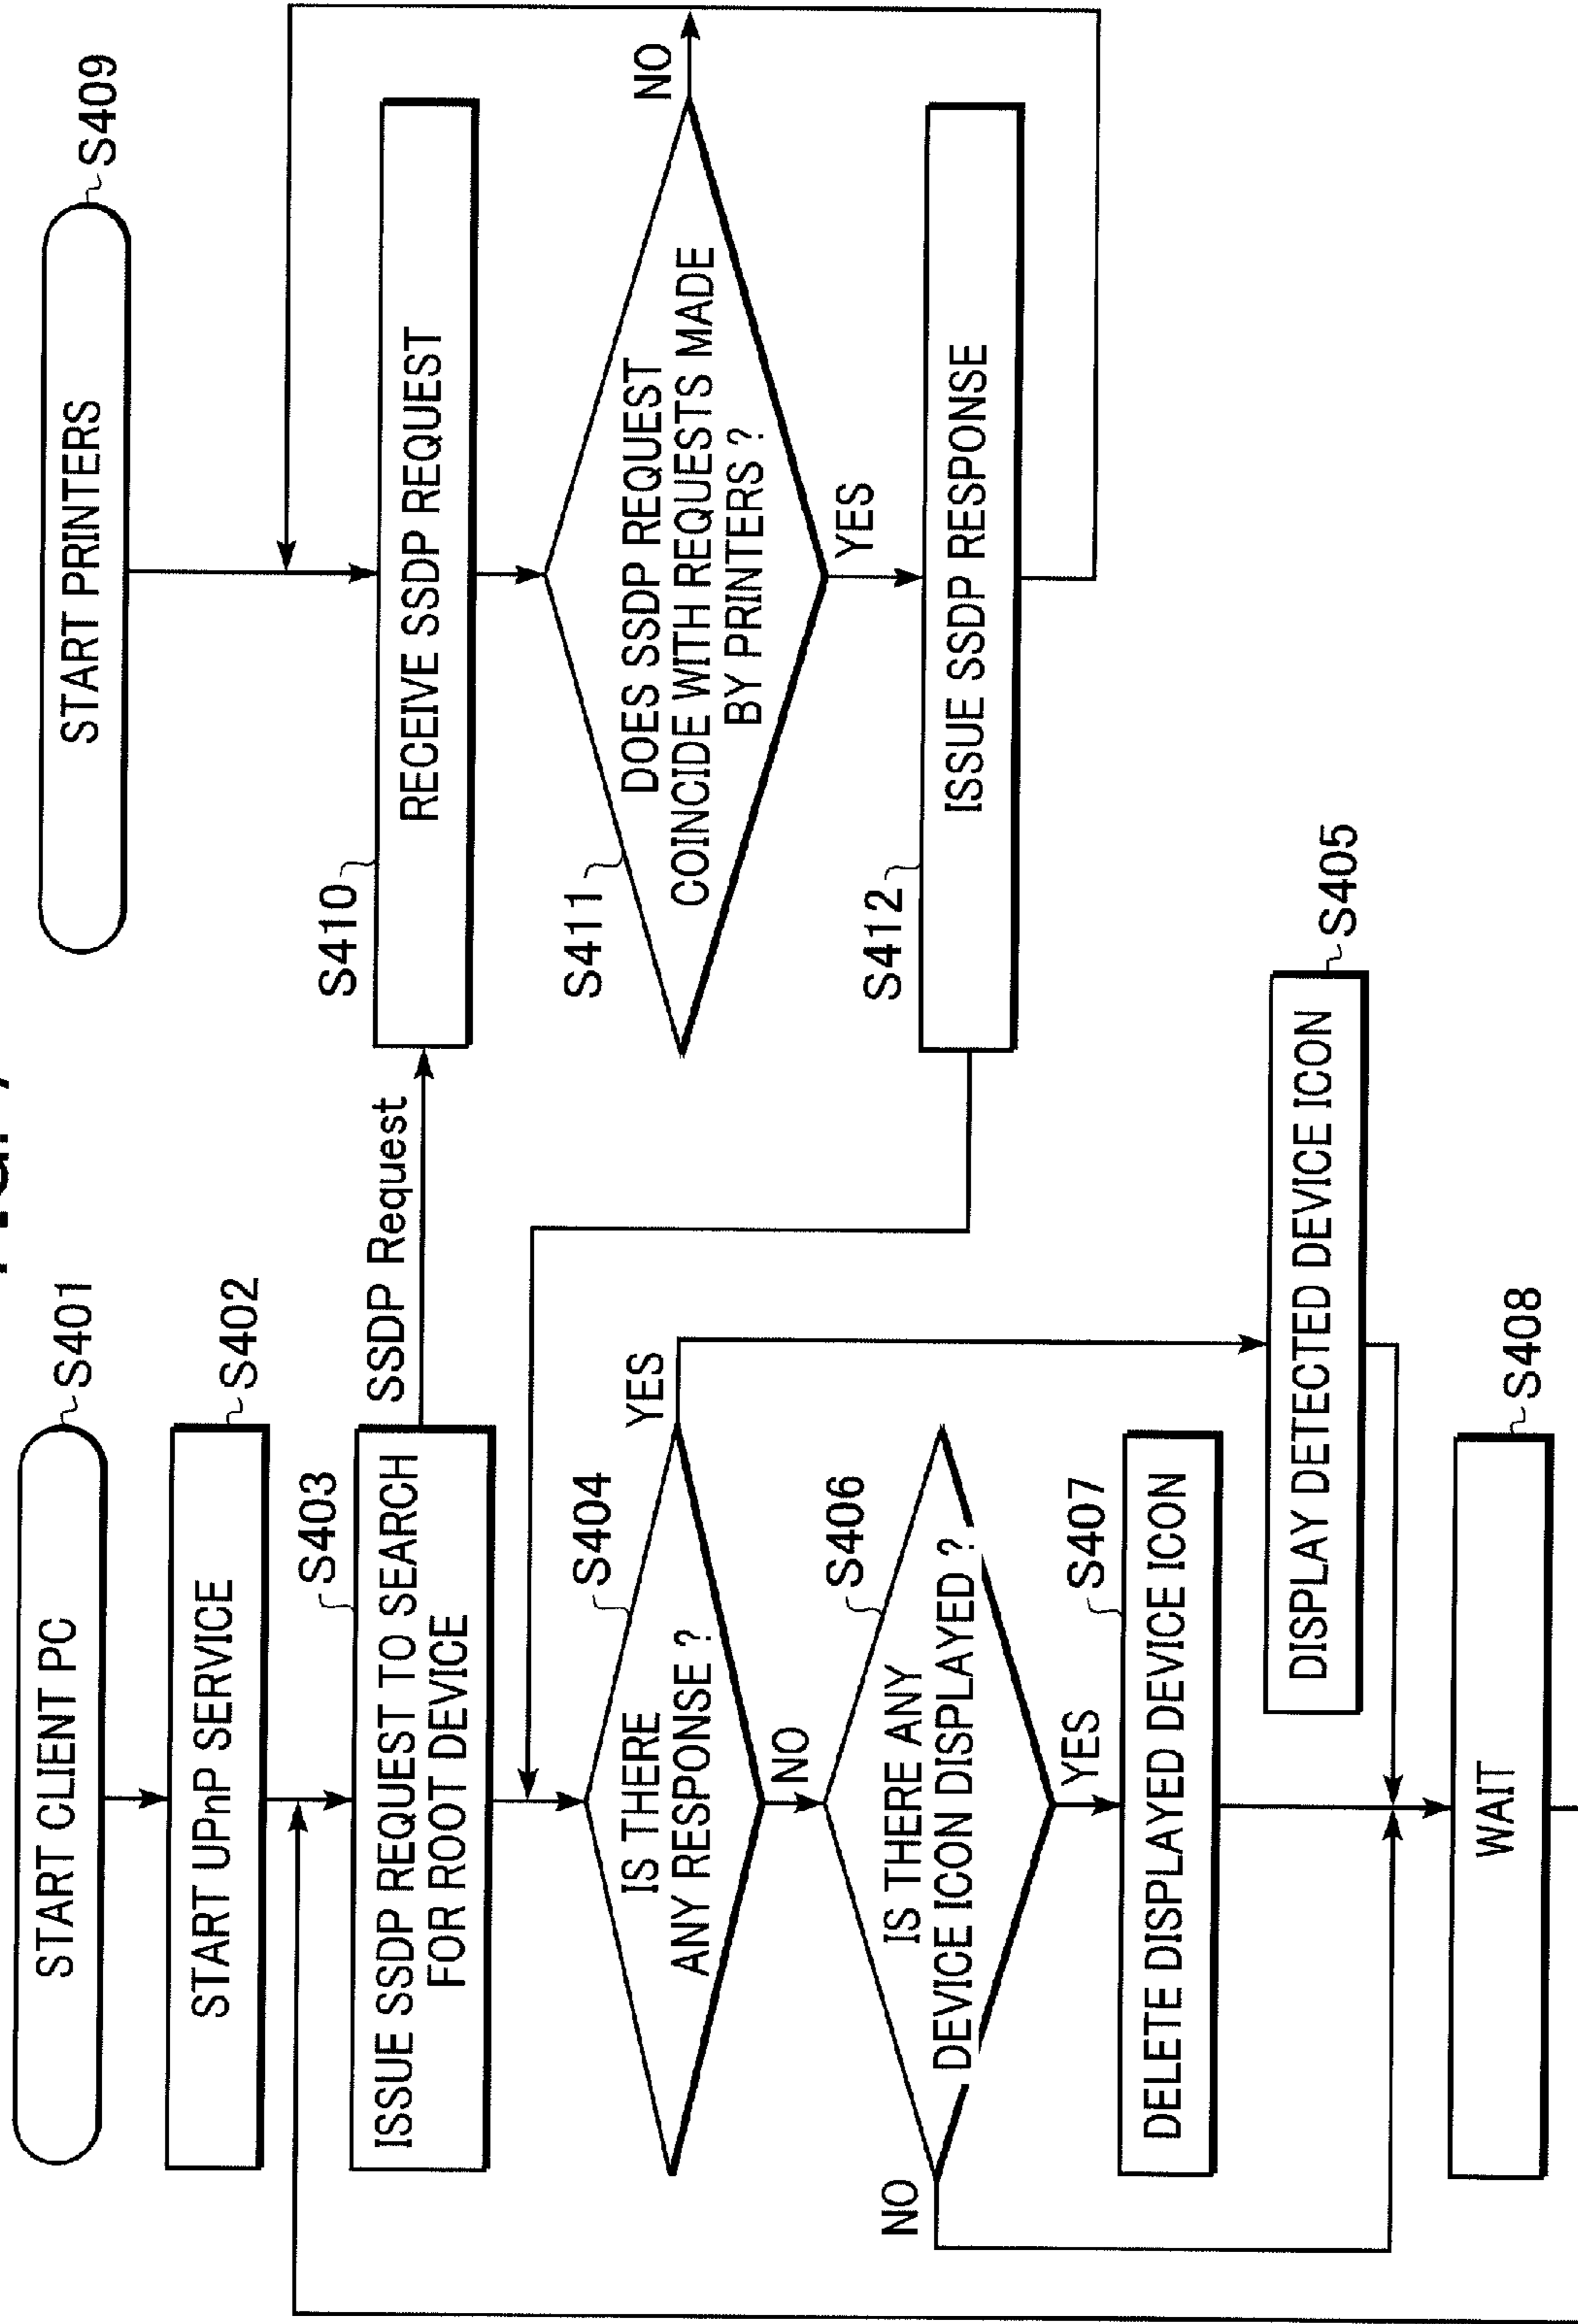 START CLIENT PC
S401
START UPnP SERVICE
S402
S403
ISSUE SSDP REQUEST TO SEARCH
FOR ROOT DEVICE
SSDP Request
S404
IS THERE
ANY RESPONSE ?
YES
NO
S406
IS THERE ANY
DEVICE ICON DISPLAYED ?
NO
YES
S407
DELETE DISPLAYED DEVICE ICON
DISPLAY DETECTED DEVICE ICON
S405
WAIT
S408
START PRINTERS
S409
S410
RECEIVE SSDP REQUEST
S411
DOES SSDP REQUEST
COINCIDE WITH REQUESTS MADE
BY PRINTERS ?
NO
YES
S412
ISSUE SSDP RESPONSE